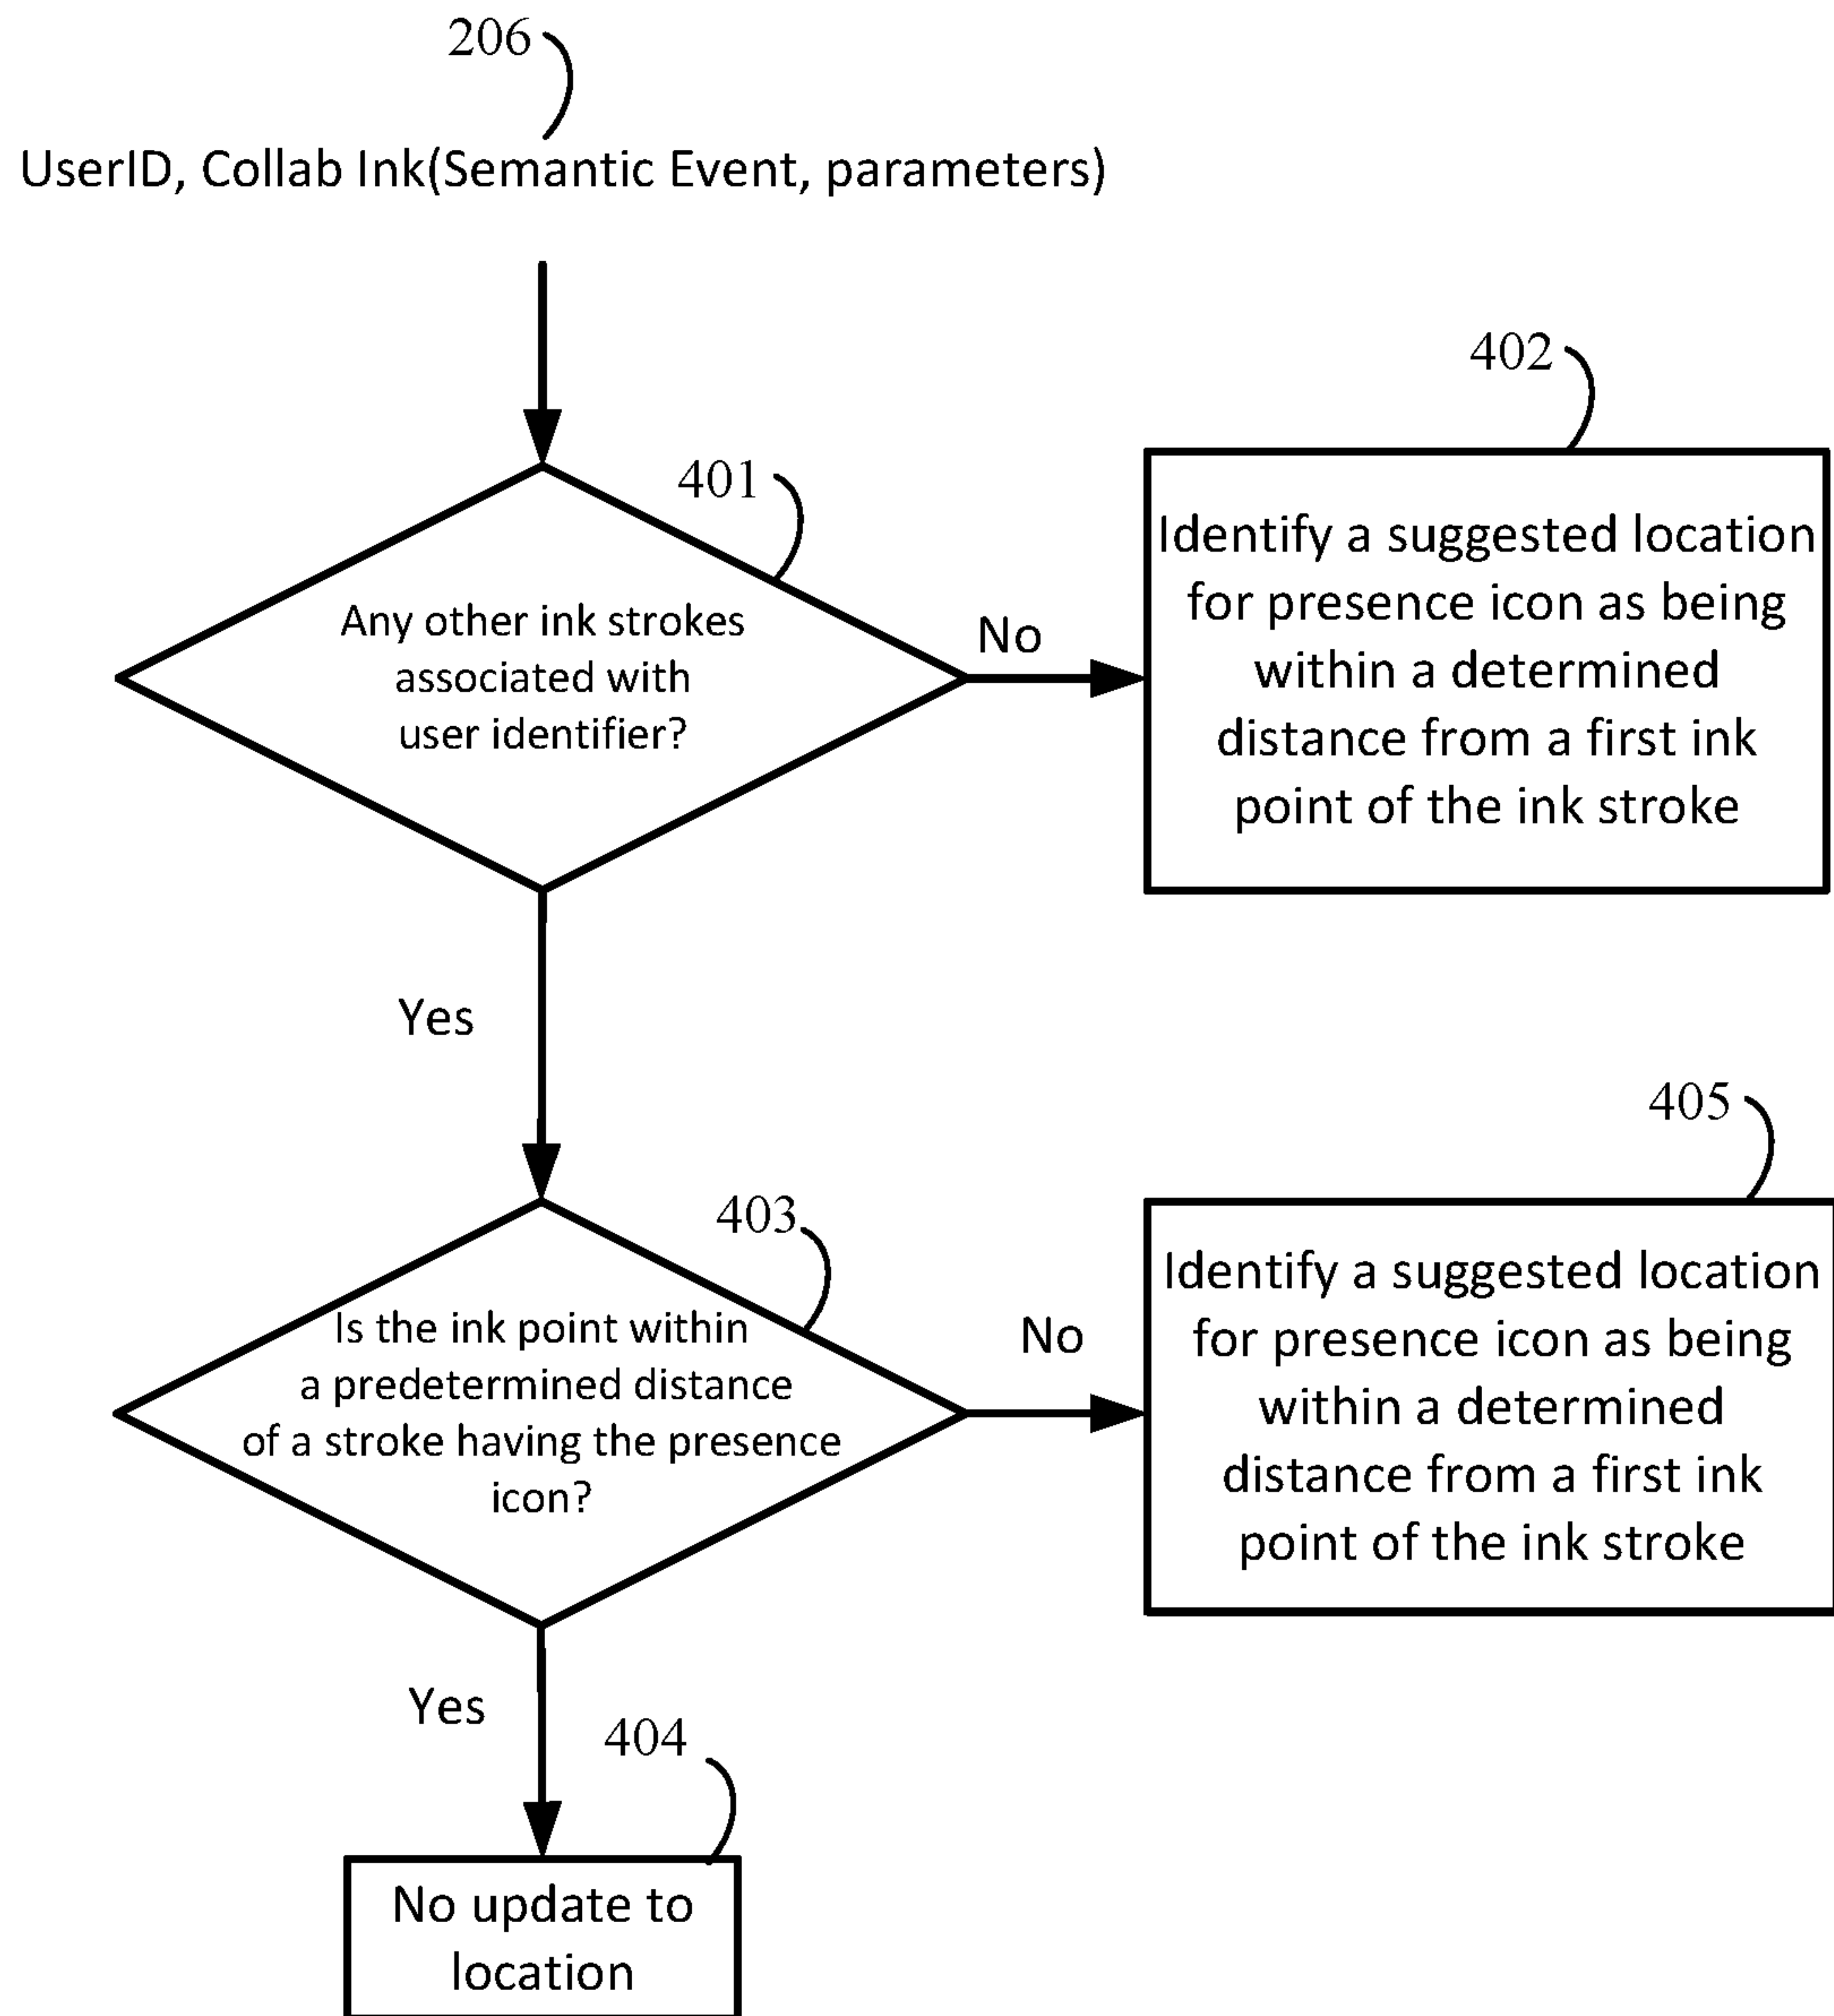 206
UserID, Collab Ink(Semantic Event, parameters)
402
401
Identify a suggested location
for presence icon as being
within a determined
distance from a first ink
point of the ink stroke
Any other ink strokes
associated with
user identifier?
No
Yes
405
403
Identify a suggested location
for presence icon as being
within a determined
distance from a first ink
point of the ink stroke
Is the ink point within
a predetermined distance
of a stroke having the presence
icon?
No
Yes
404
No update to
location